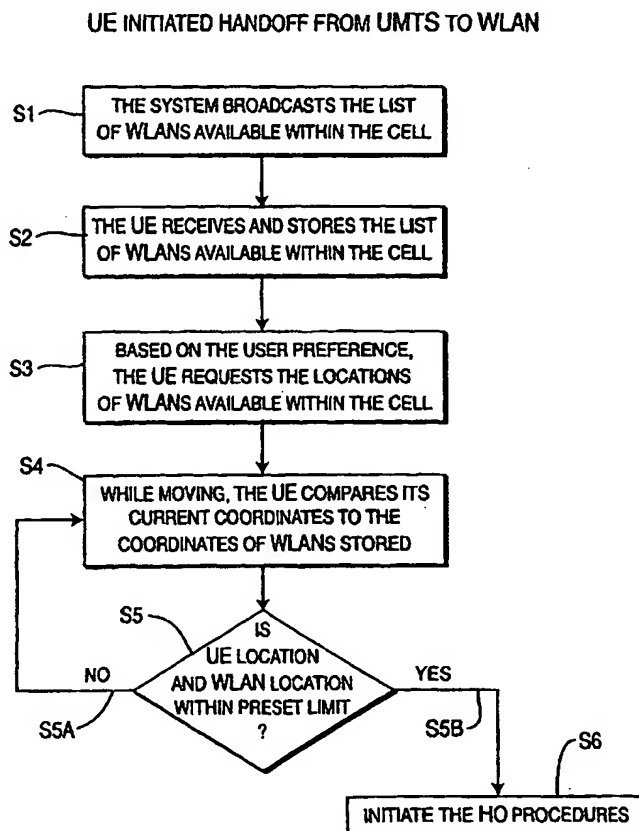 UE INITIATED HANDOFF FROM UMTS TO WLAN
S1
THE SYSTEM BROADCASTS THE LIST
OF WLANS AVAILABLE WITHIN THE CELL
S2
THE UE RECEIVES AND STORES THE LIST
OF WLANS AVAILABLE WITHIN THE CELL
S3
BASED ON THE USER PREFERENCE,
THE UE REQUESTS THE LOCATIONS
OF WLANS AVAILABLE WITHIN THE CELL
S4
WHILE MOVING, THE UE COMPARES ITS
CURRENT COORDINATES TO THE
COORDINATES OF WLANS STORED
S5
IS
UE LOCATION
AND WLAN LOCATION
WITHIN PRESET LIMIT
?
NO
S5A
YES
S5B
S6
INITIATE THE HO PROCEDURES